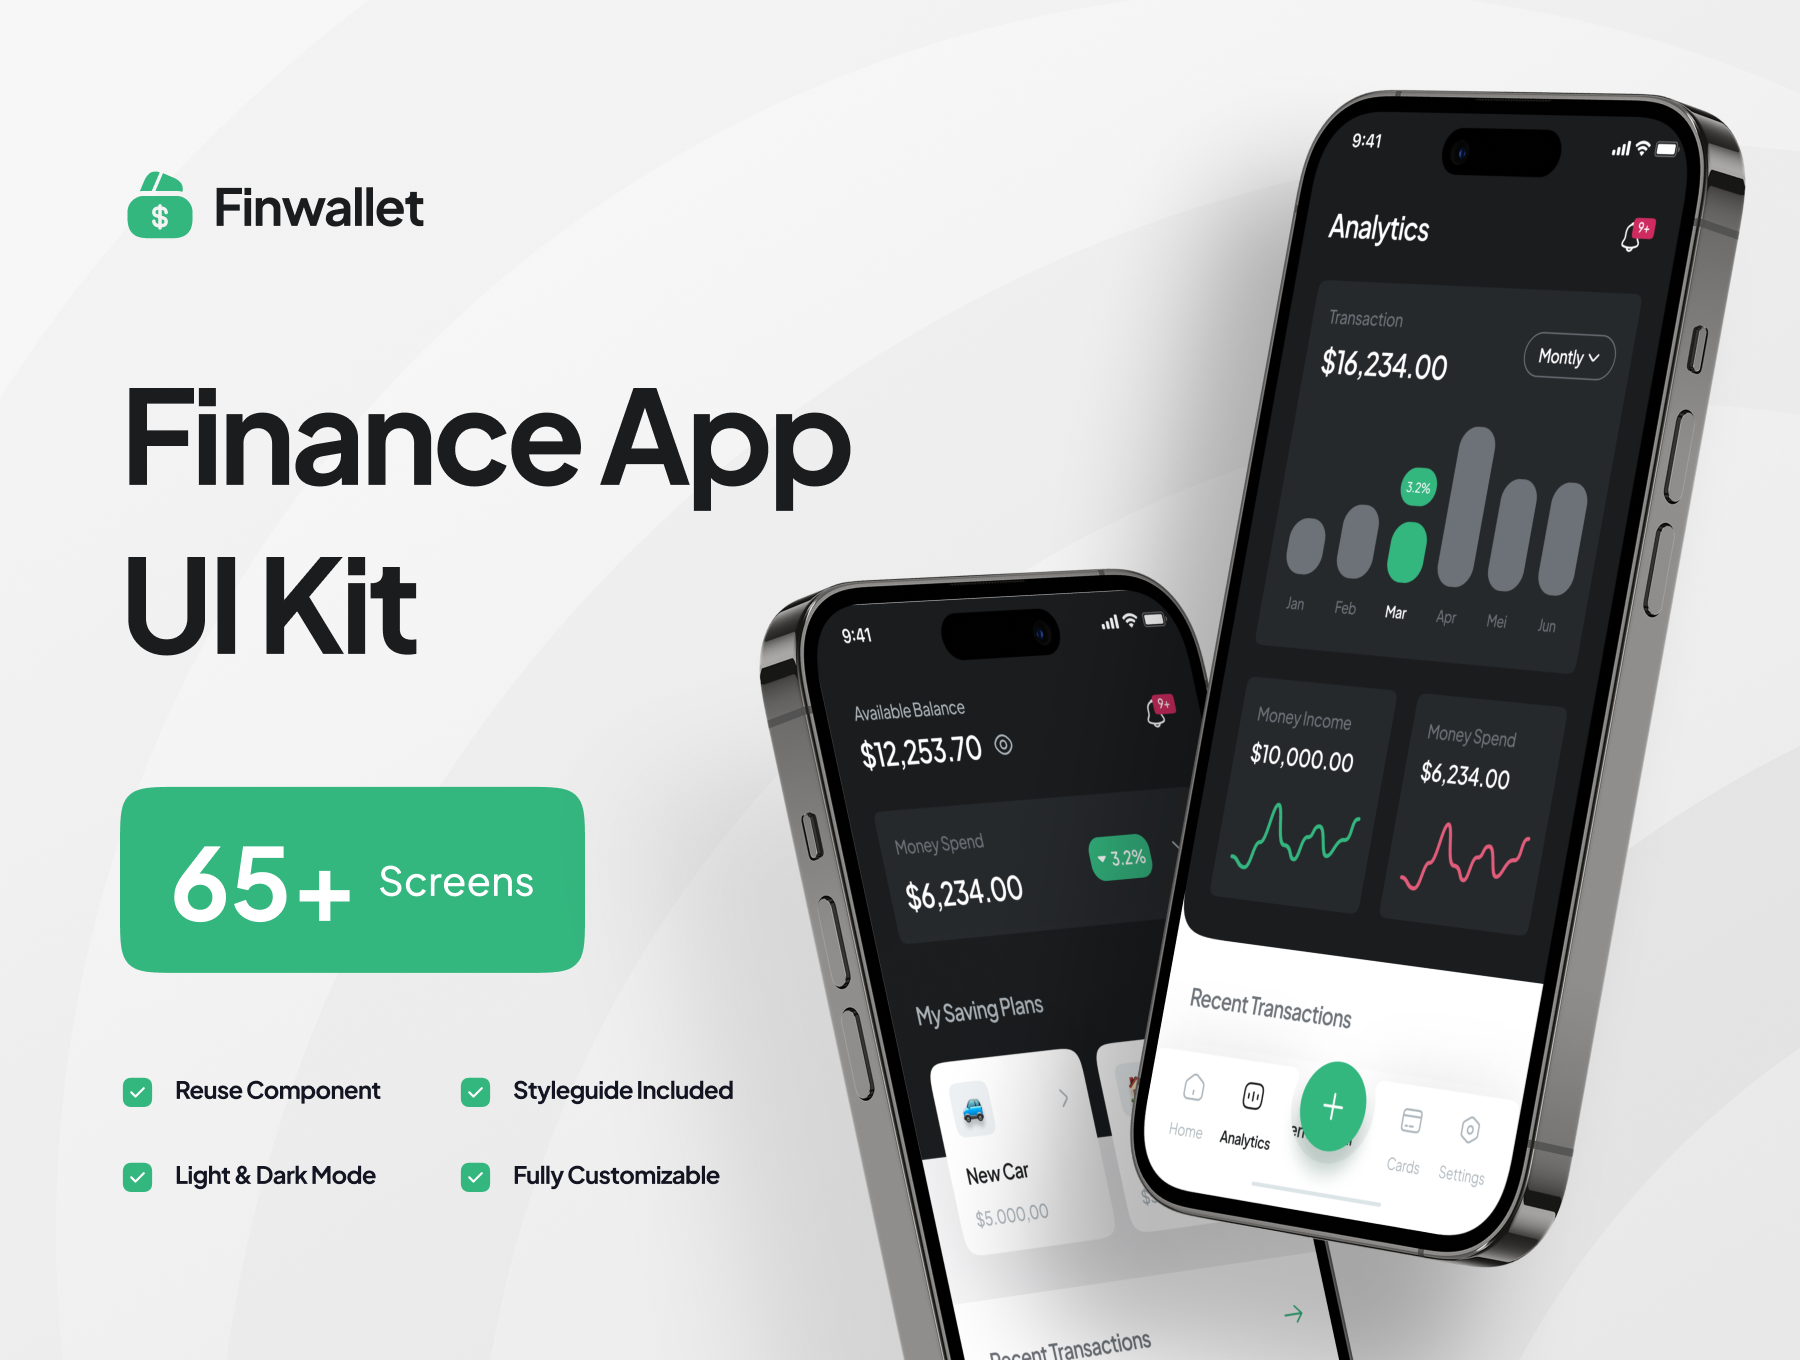 Finwallet
Finance App
UI Kit
65+ Screens
Reuse Component
Styleguide Included
Light & Dark Mode
Fully Customizable
9:41
Available Balance
$12,253.70
9+
Money Spend
$6,234.00
3.2%
My Saving Plans
New Car
$5.000,00
Recent Transactions
9:41
Analytics
9+
Transaction
$16,234.00
Montly
3.2%
Jan Feb Mar Apr Mei Jun
Money Income
$10,000.00
Money Spend
$6,234.00
Recent Transactions
Home Analytics Cards Settings